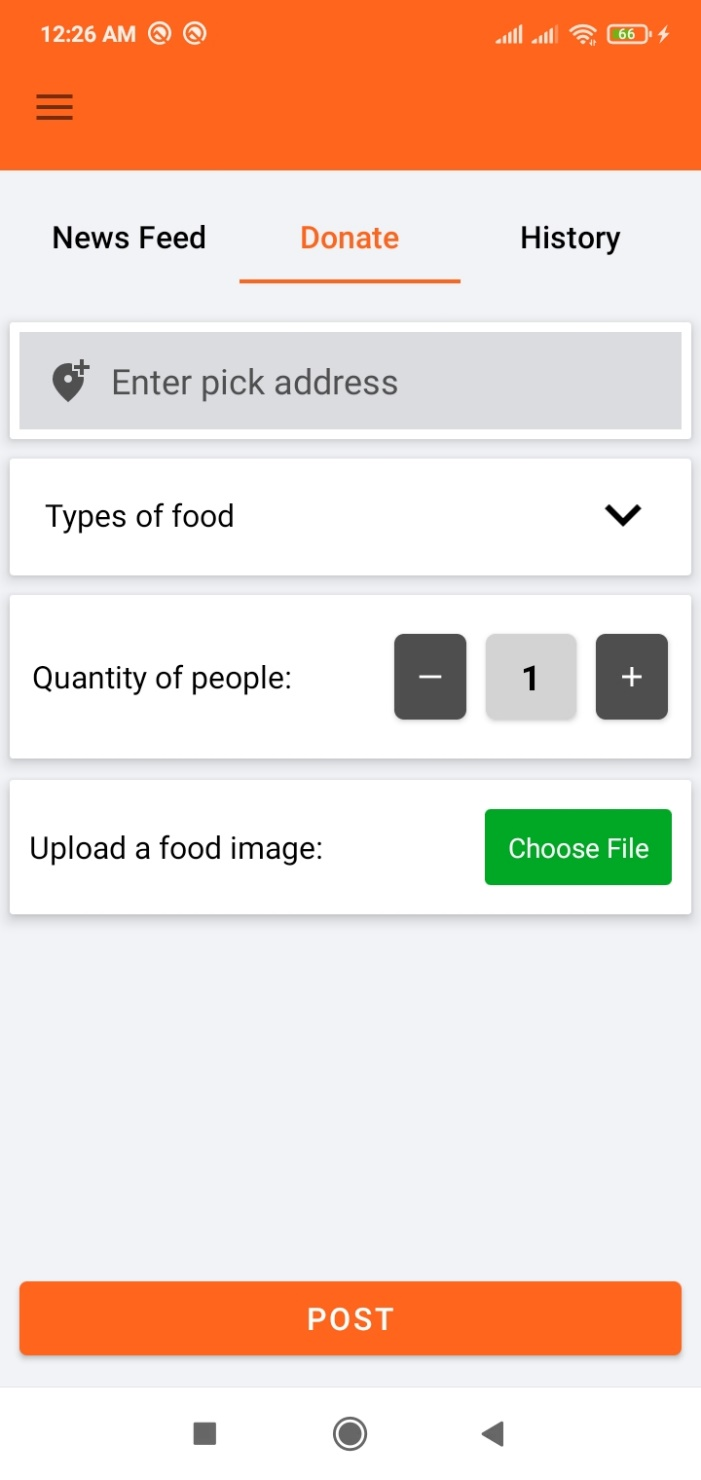 12:26 AM 66
News Feed Donate History
Enter pick address
Types of food
Quantity of people: − 1 +
Upload a food image: Choose File
POST